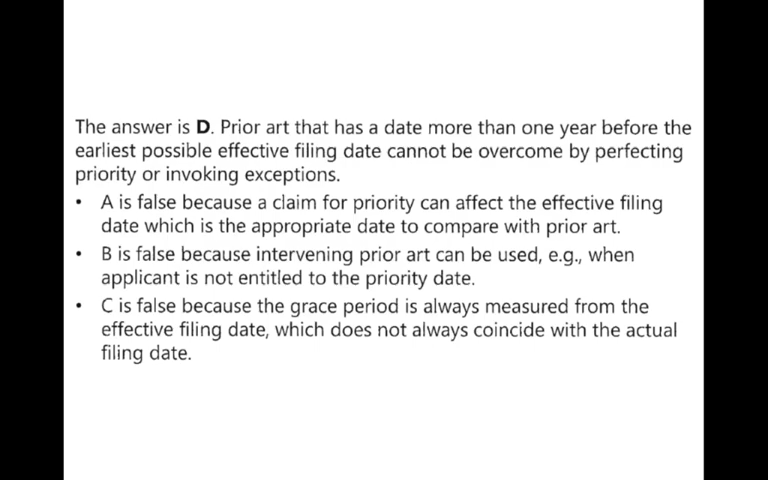 The answer is D. Prior art that has a date more than one year before the
earliest possible effective filing date cannot be overcome by perfecting
priority or invoking exceptions.
• A is false because a claim for priority can affect the effective filing
date which is the appropriate date to compare with prior art.
• B is false because intervening prior art can be used, e.g., when
applicant is not entitled to the priority date.
• C is false because the grace period is always measured from the
effective filing date, which does not always coincide with the actual
filing date.